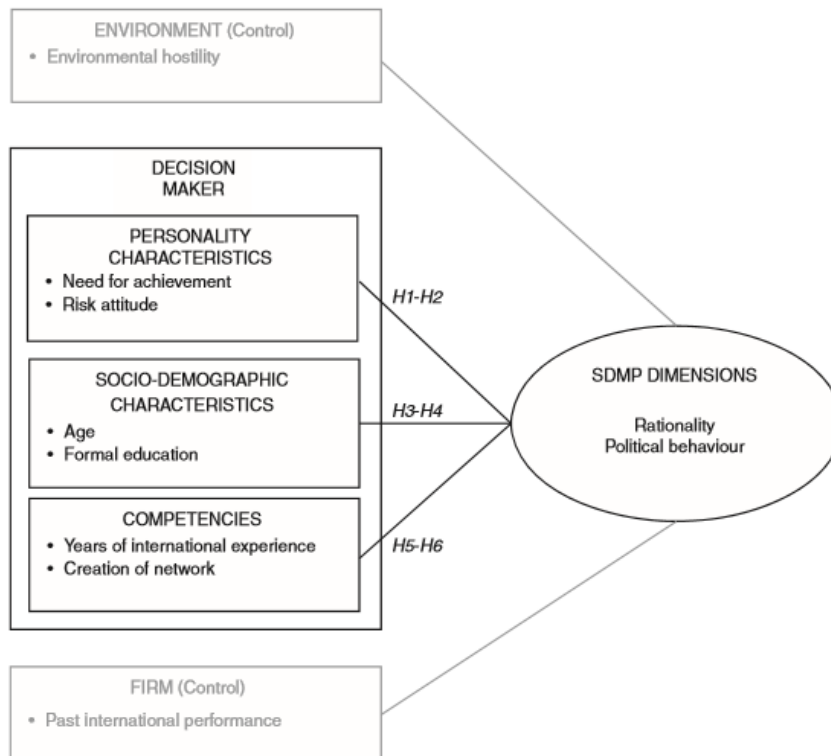 ENVIRONMENT (Control)
• Environmental hostility
DECISION
MAKER
PERSONALITY
CHARACTERISTICS
• Need for achievement
• Risk attitude
H1-H2
SOCIO-DEMOGRAPHIC
CHARACTERISTICS
• Age
• Formal education
H3-H4
COMPETENCIES
• Years of international experience
• Creation of network
H5-H6
SDMP DIMENSIONS
Rationality
Political behaviour
FIRM (Control)
• Past international performance